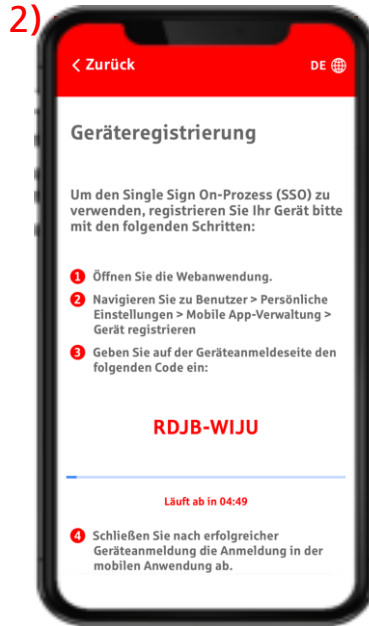 2)
< Zurück DE
Geräteregistrierung
Um den Single Sign On-Prozess (SSO) zu
verwenden, registrieren Sie Ihr Gerät bitte
mit den folgenden Schritten:
1 Öffnen Sie die Webanwendung.
2 Navigieren Sie zu Benutzer > Persönliche
Einstellungen > Mobile App-Verwaltung >
Gerät registrieren
3 Geben Sie auf der Geräteanmeldeseite den
folgenden Code ein:
RDJB-WIJU
Läuft ab in 04:49
4 Schließen Sie nach erfolgreicher
Geräteanmeldung die Anmeldung in der
mobilen Anwendung ab.